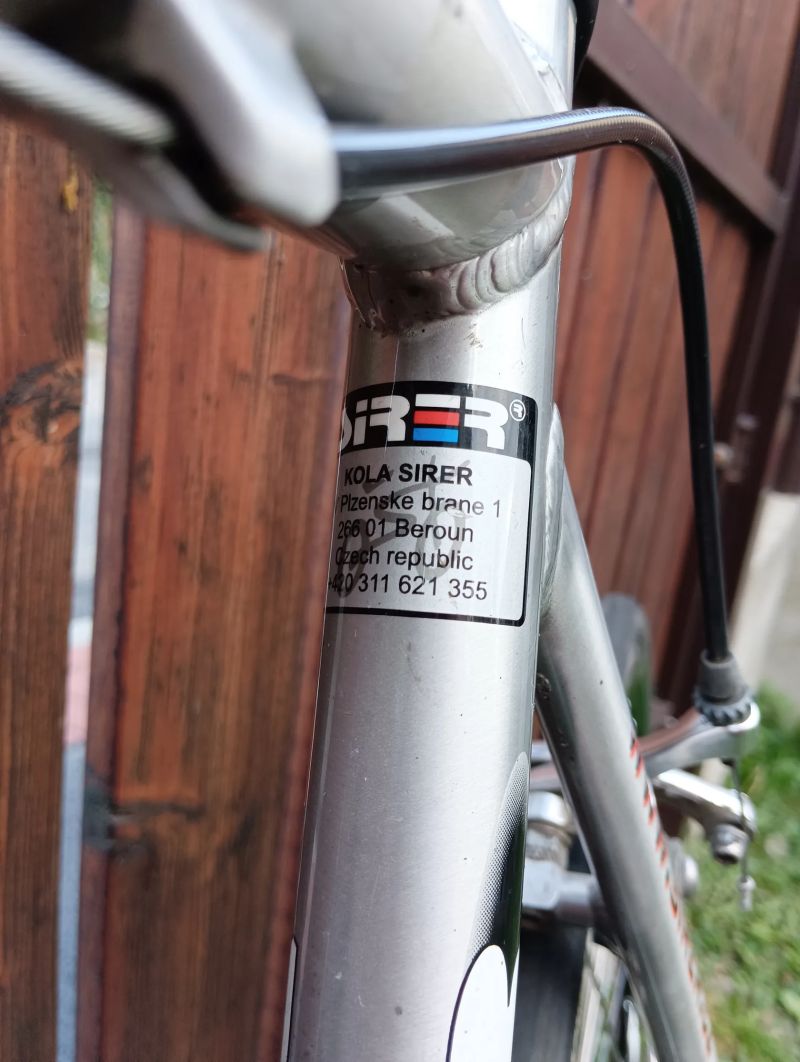 SIRER®
KOLA SIRER
Plzenske brane 1
266 01 Beroun
Czech republic
+420 311 621 355